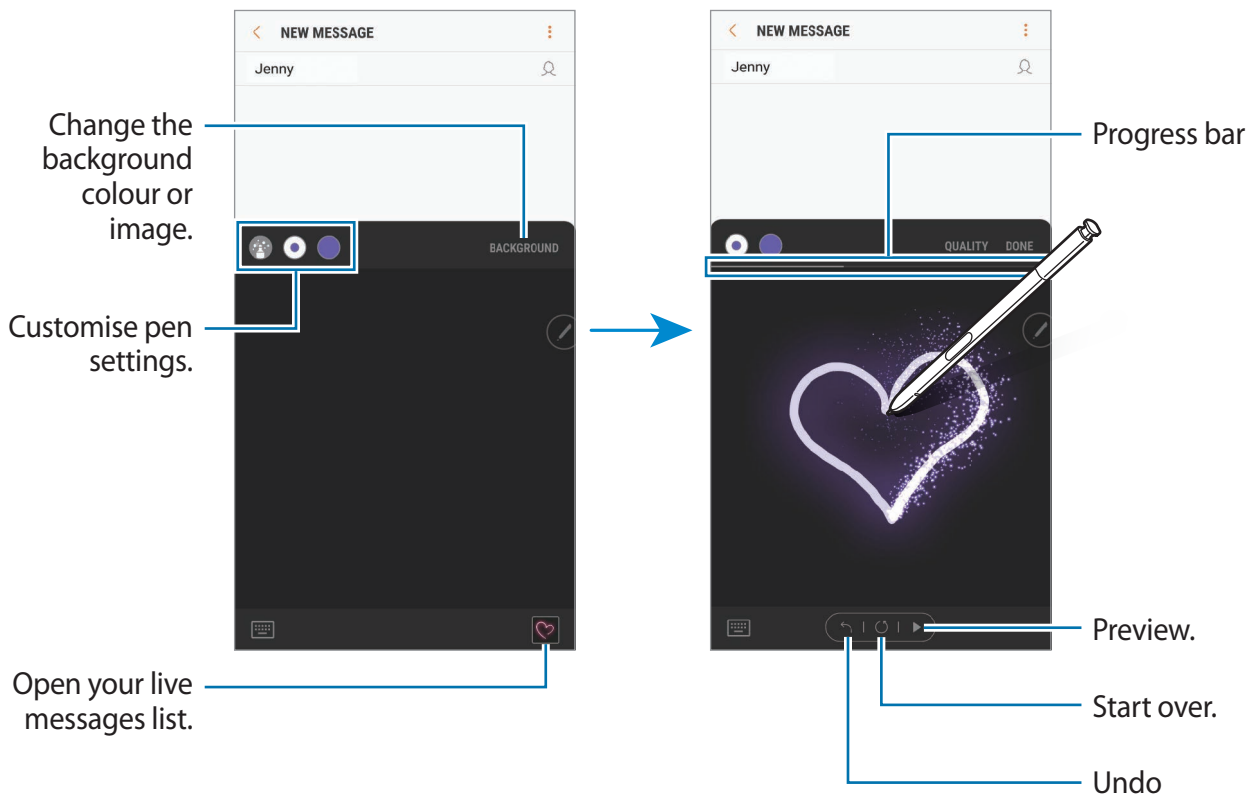 NEW MESSAGE
Jenny
Change the
background
colour or
image.
BACKGROUND
Customise pen
settings.
Open your live
messages list.
NEW MESSAGE
Jenny
Progress bar
QUALITY DONE
Preview.
Start over.
Undo